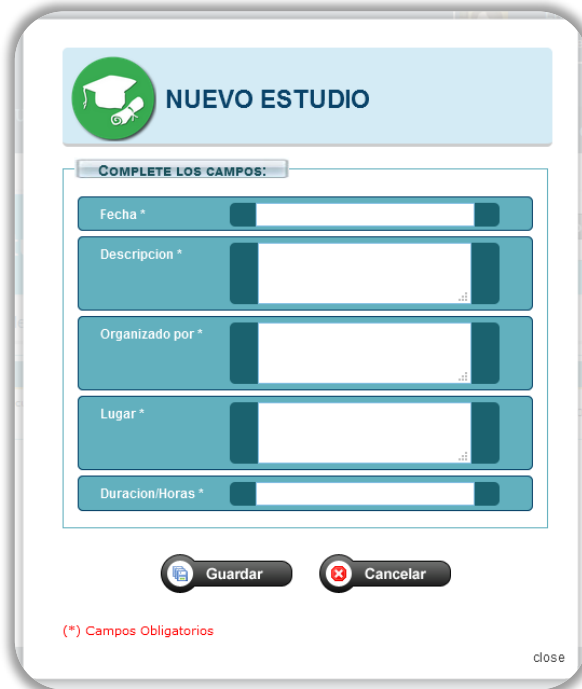 NUEVO ESTUDIO
COMPLETE LOS CAMPOS:
Fecha *
Descripcion *
Organizado por *
Lugar *
Duracion/Horas *
Guardar Cancelar
(*) Campos Obligatorios
close